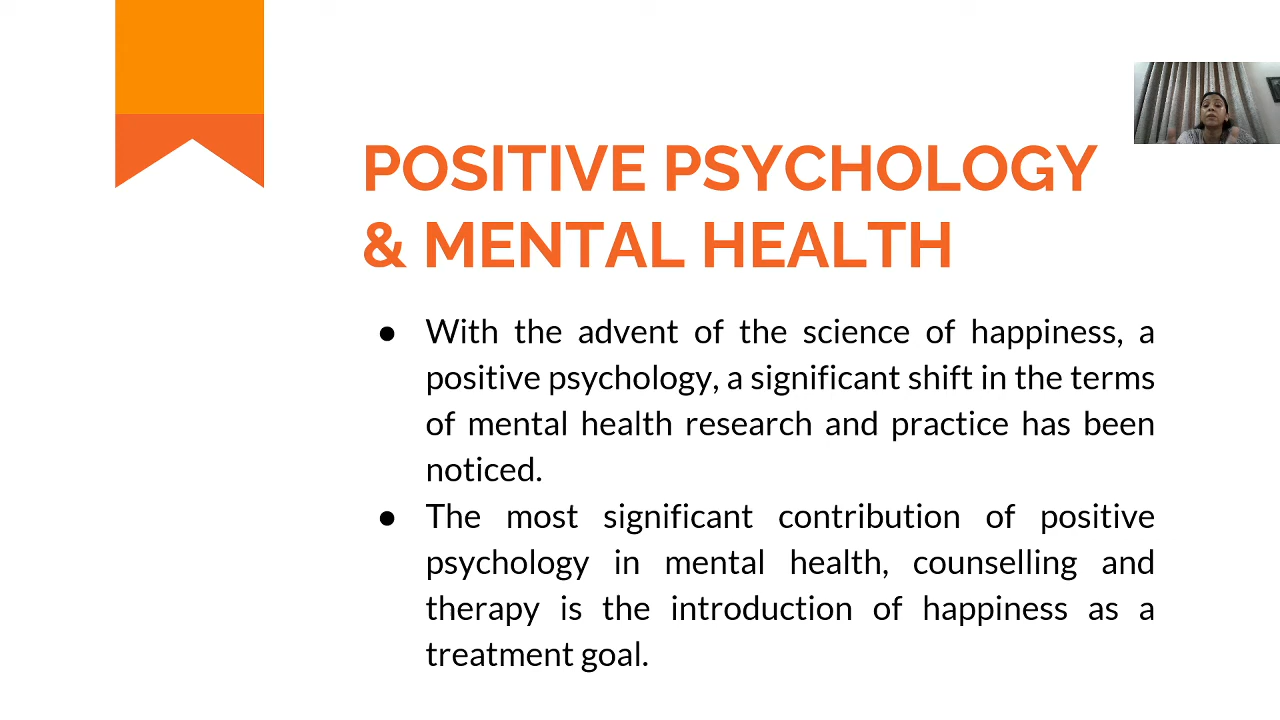 POSITIVE PSYCHOLOGY
& MENTAL HEALTH
● With the advent of the science of happiness, a
positive psychology, a significant shift in the terms
of mental health research and practice has been
noticed.
● The most significant contribution of positive
psychology in mental health, counselling and
therapy is the introduction of happiness as a
treatment goal.